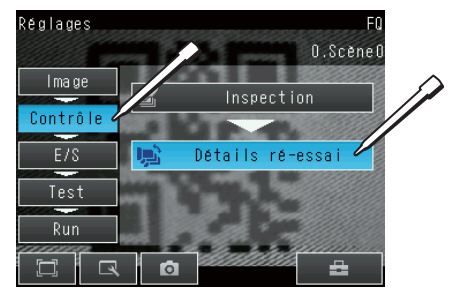 Réglages FQ
0.Scène0
Image
Inspection
Contrôle
E/S
Détails ré-essai
Test
Run